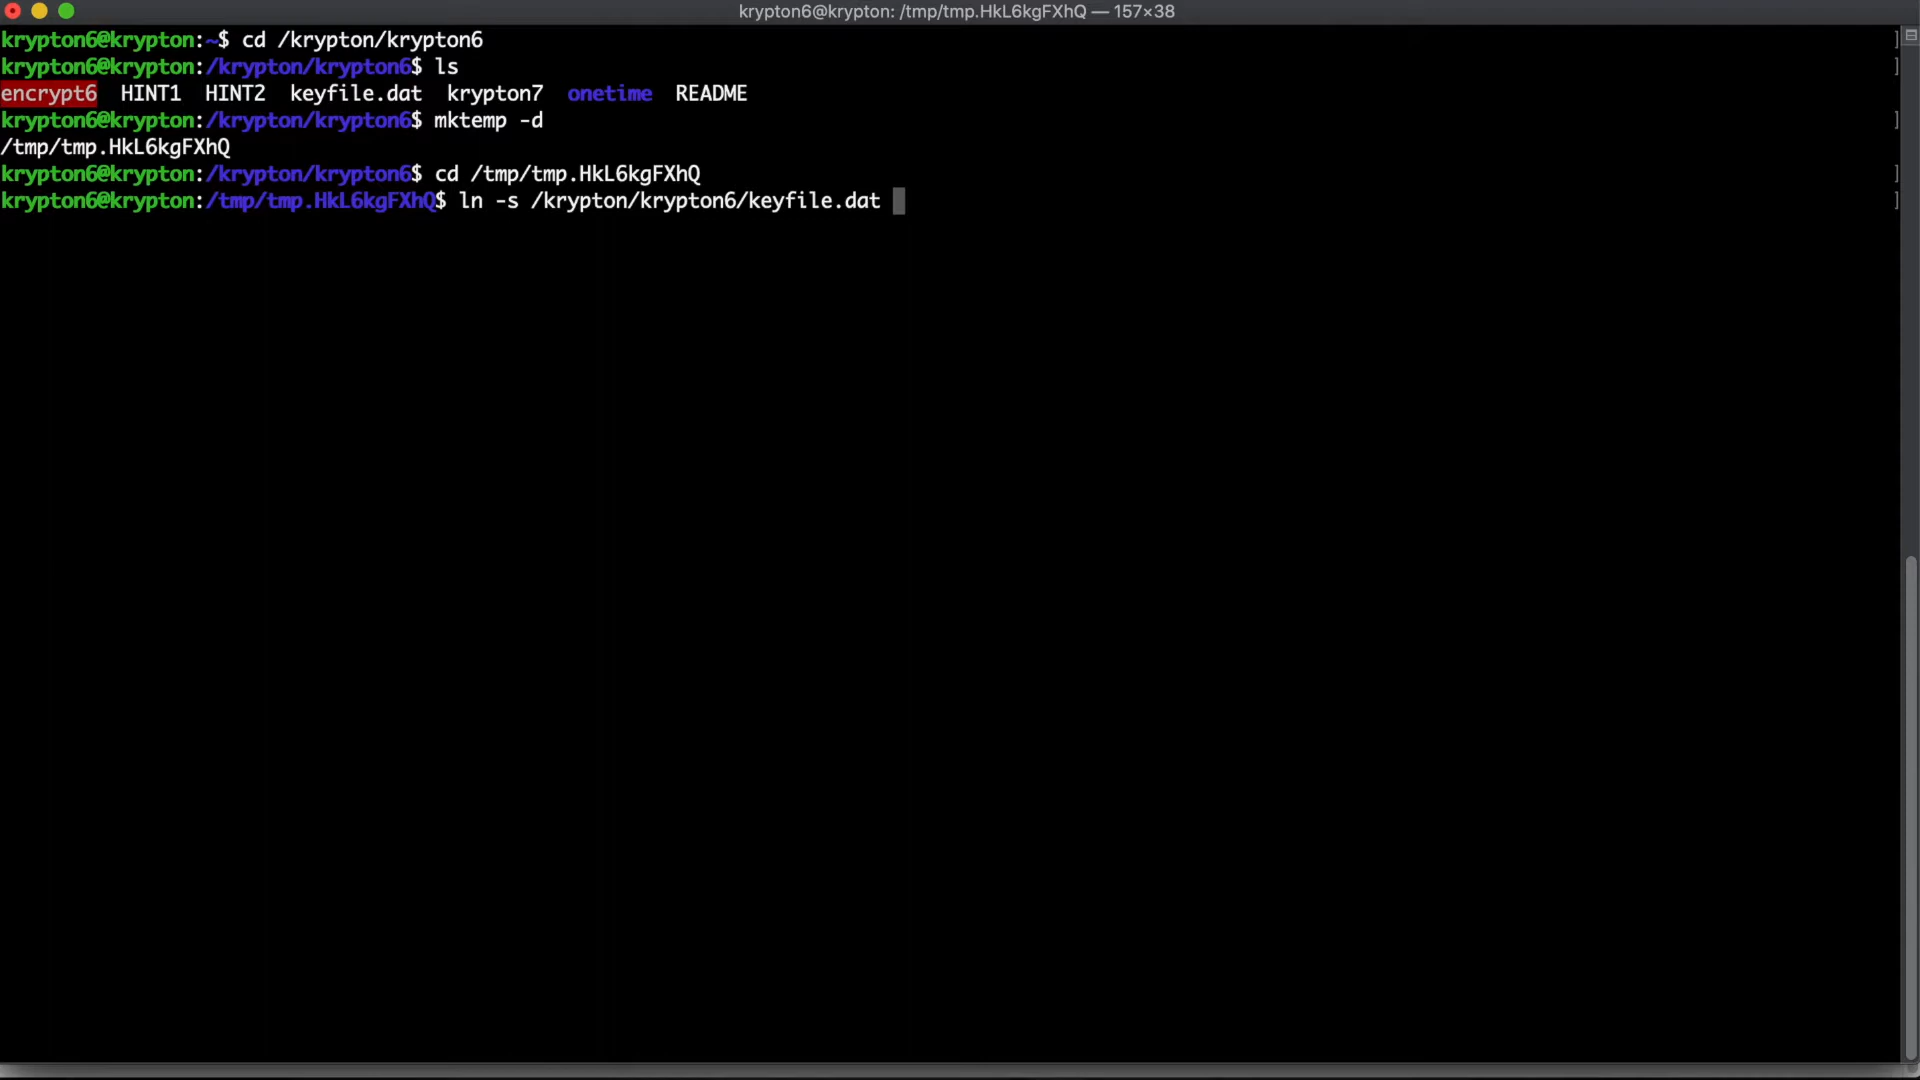 krypton6@krypton: /tmp/tmp.HkL6kgFXhQ — 157×38
krypton6@krypton:~$ cd /krypton/krypton6
krypton6@krypton:/krypton/krypton6$ ls
encrypt6  HINT1  HINT2  keyfile.dat  krypton7  onetime  README
krypton6@krypton:/krypton/krypton6$ mktemp -d
/tmp/tmp.HkL6kgFXhQ
krypton6@krypton:/krypton/krypton6$ cd /tmp/tmp.HkL6kgFXhQ
krypton6@krypton:/tmp/tmp.HkL6kgFXhQ$ ln -s /krypton/krypton6/keyfile.dat